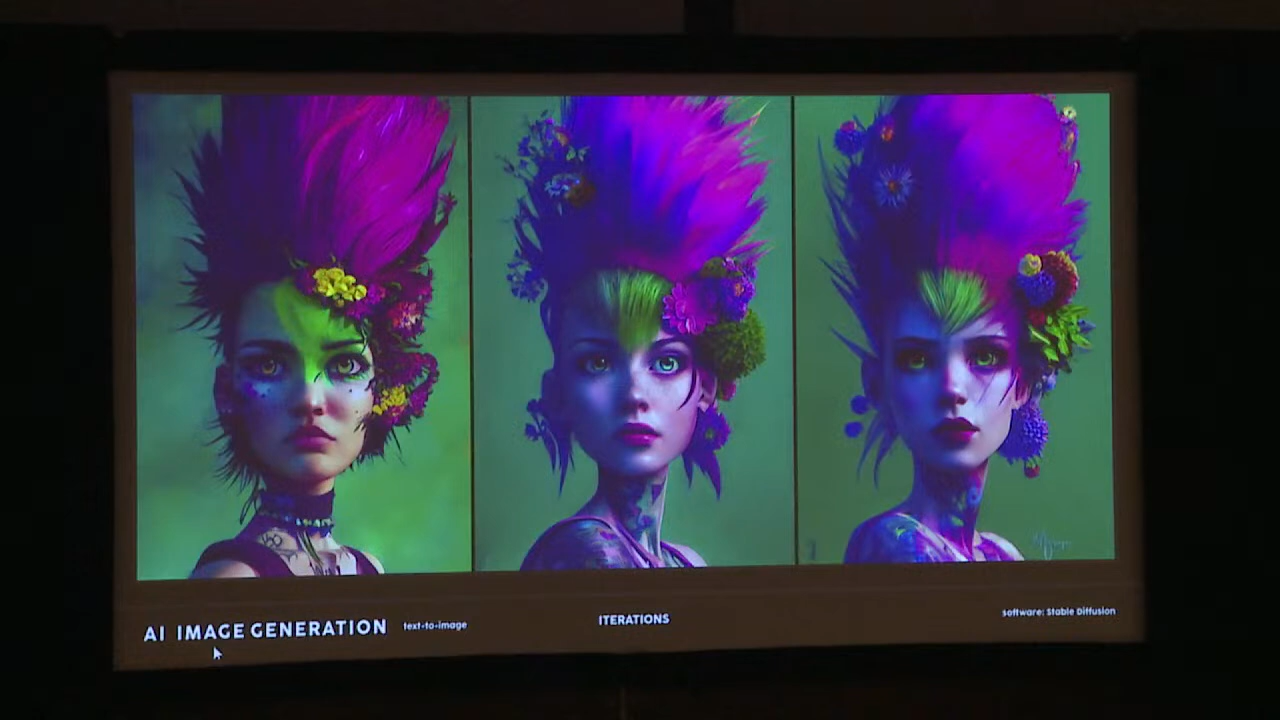 AI IMAGE GENERATION text-to-image
ITERATIONS
software: Stable Diffusion